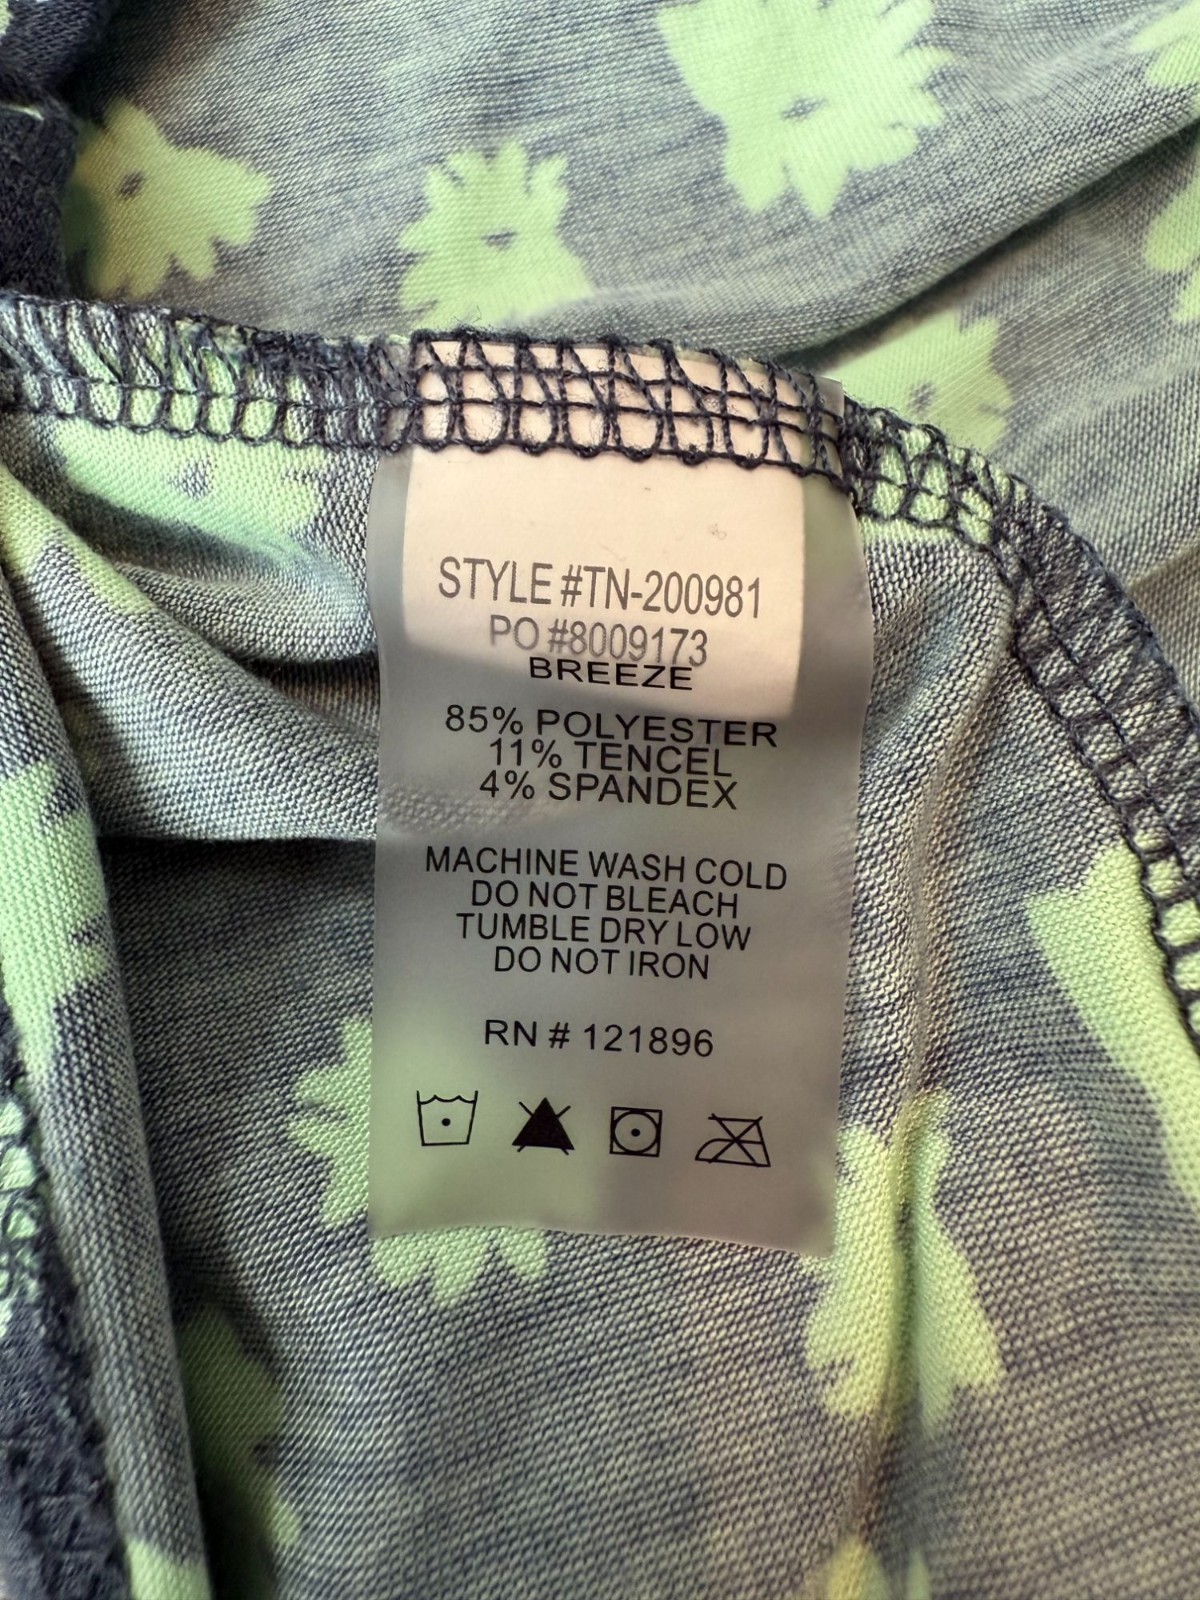 STYLE #TN-200981
PO #8009173
BREEZE
85% POLYESTER
11% TENCEL
4% SPANDEX
MACHINE WASH COLD
DO NOT BLEACH
TUMBLE DRY LOW
DO NOT IRON
RN # 121896